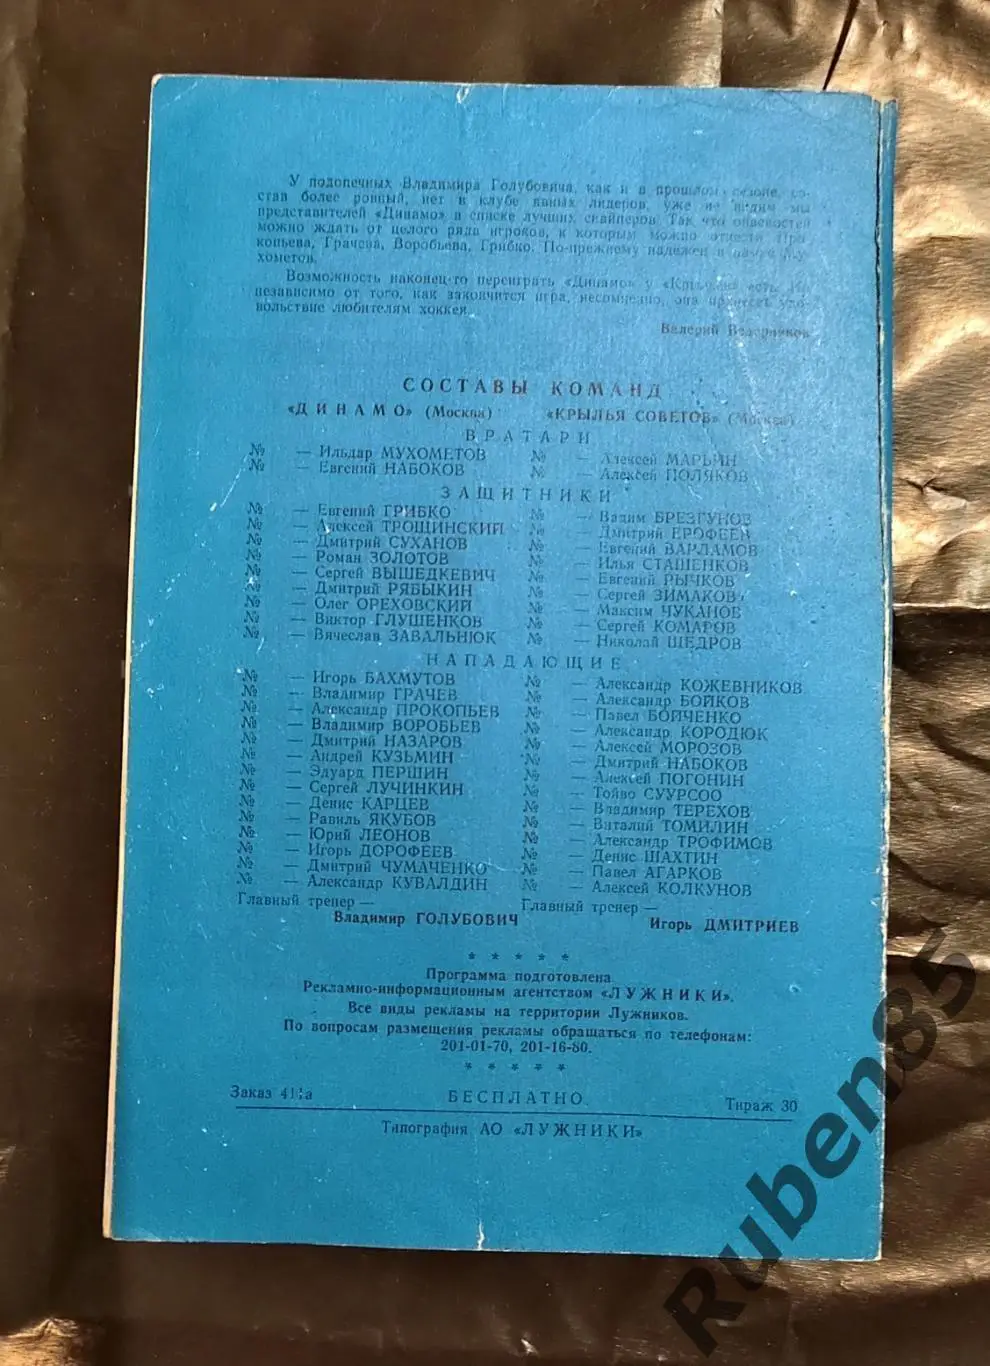 У подопечных Владимира Голубовича, как и в прошлом сезоне, со-
став более ровный, нет в клубе явных лидеров, уже не видим мы
представителей «Динамо» в списке лучших снайперов. Так что опасностей
можно ждать от целого ряда игроков, к которым можно отнести Про-
копьева, Грачева, Воробьева, Грибко. По-прежнему надежен и Му-
хометов.
Возможность наконец-то переиграть «Динамо» у «Крыльев» есть. Но
независимо от того, как закончится игра, несомненно, она принесет удо-
вольствие любителям хоккея.
Валерий
СОСТАВЫ КОМАНД
«ДИНАМО» (Москва) «КРЫЛЬЯ СОВЕТОВ» (Москва)
ВРАТАРИ
№ — Ильдар МУХОМЕТОВ № — Алексей МАРЬИН
№ — Евгений НАБОКОВ № — Алексей ПОЛЯКОВ
ЗАЩИТНИКИ
№ — Евгений ГРИБКО № — Вадим БРЕЗГУНОВ
№ — Алексей ТРОЩИНСКИЙ № — Дмитрий ЕРОФЕЕВ
№ — Дмитрий СУХАНОВ № — Евгений ВАРЛАМОВ
№ — Роман ЗОЛОТОВ № — Илья СТАШЕНКОВ
№ — Сергей ВЫШЕДКЕВИЧ № — Евгений РЫЧКОВ
№ — Дмитрий РЯБЫКИН № — Сергей ЗИМАКОВ
№ — Олег ОРЕХОВСКИЙ № — Максим ЧУКАНОВ
№ — Виктор ГЛУШЕНКОВ № — Сергей КОМАРОВ
№ — Вячеслав ЗАВАЛЬНЮК № — Николай ЩЕДРОВ
НАПАДАЮЩИЕ
№ — Игорь БАХМУТОВ № — Александр КОЖЕВНИКОВ
№ — Владимир ГРАЧЕВ № — Александр БОЙКОВ
№ — Александр ПРОКОПЬЕВ № — Павел БОЙЧЕНКО
№ — Владимир ВОРОБЬЕВ № — Александр КОРОДЮК
№ — Дмитрий НАЗАРОВ № — Алексей МОРОЗОВ
№ — Андрей КУЗЬМИН № — Дмитрий НАБОКОВ
№ — Эдуард ПЕРШИН № — Алексей ПОГОНИН
№ — Сергей ЛУЧИНКИН № — Тойво СУУРСОО
№ — Денис КАРЦЕВ № — Владимир ТЕРЕХОВ
№ — Равиль ЯКУБОВ № — Виталий ТОМИЛИН
№ — Юрий ЛЕОНОВ № — Александр ТРОФИМОВ
№ — Игорь ДОРОФЕЕВ № — Денис ШАХТИН
№ — Дмитрий ЧУМАЧЕНКО № — Павел АГАРКОВ
№ — Александр КУВАЛДИН № — Алексей КОЛКУНОВ
Главный тренер — Главный тренер —
Владимир ГОЛУБОВИЧ Игорь ДМИТРИЕВ
* * * * *
Программа подготовлена
Рекламно-информационным агентством «ЛУЖНИКИ».
Все виды рекламы на территории Лужников.
По вопросам размещения рекламы обращаться по телефонам:
201-01-70, 201-16-80.
* * * * *
Заказ БЕСПЛАТНО. Тираж 30
Типография АО «ЛУЖНИКИ»
Ruben85